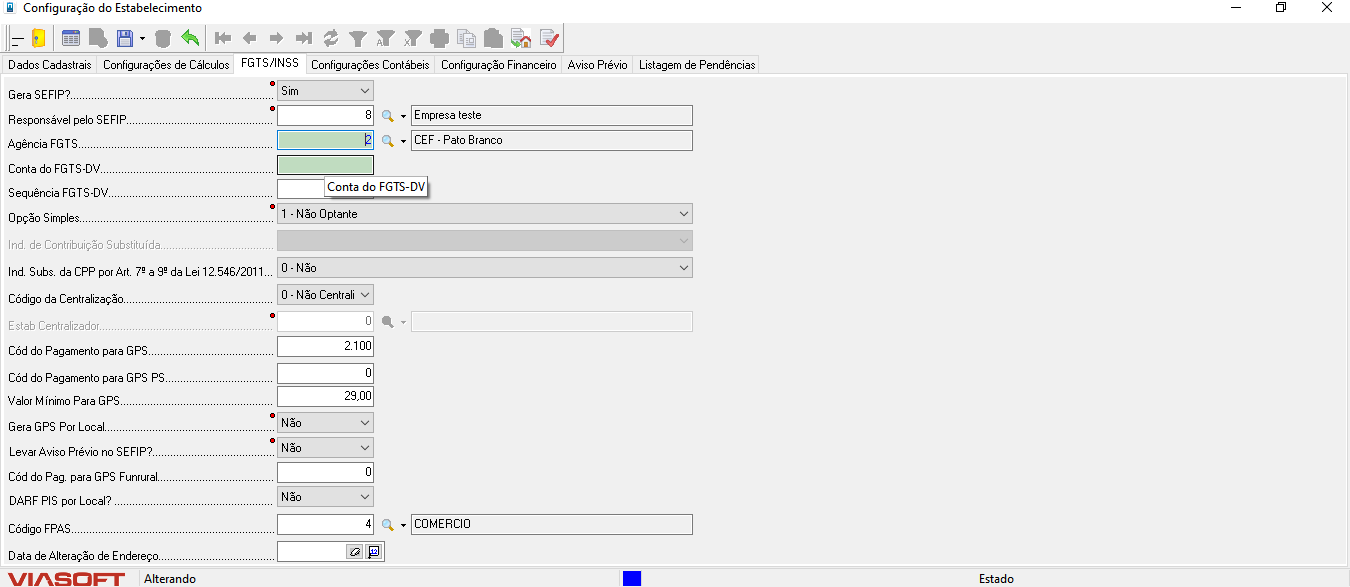 Configuração do Estabelecimento
Dados Cadastrais Configurações de Cálculos FGTS/INSS Configurações Contábeis Configuração Financeiro Aviso Prévio Listagem de Pendências
Gera SEFIP? Sim
Responsável pelo SEFIP 8 Empresa teste
Agência FGTS 2 CEF - Pato Branco
Conta do FGTS-DV
Sequência FGTS-DV Conta do FGTS-DV
Opção Simples 1 - Não Optante
Ind. de Contribuição Substituída
Ind. Subs. da CPP por Art. 7º a 9º da Lei 12.546/2011... 0 - Não
Código da Centralização 0 - Não Centrali
Estab Centralizador 0
Cód do Pagamento para GPS 2.100
Cód do Pagamento para GPS PS 0
Valor Mínimo Para GPS 29,00
Gera GPS Por Local Não
Levar Aviso Prévio no SEFIP? Não
Cód do Pag. para GPS Funrural 0
DARF PIS por Local? Não
Código FPAS 4 COMERCIO
Data de Alteração de Endereço 12
VIASOFT Alterando Estado